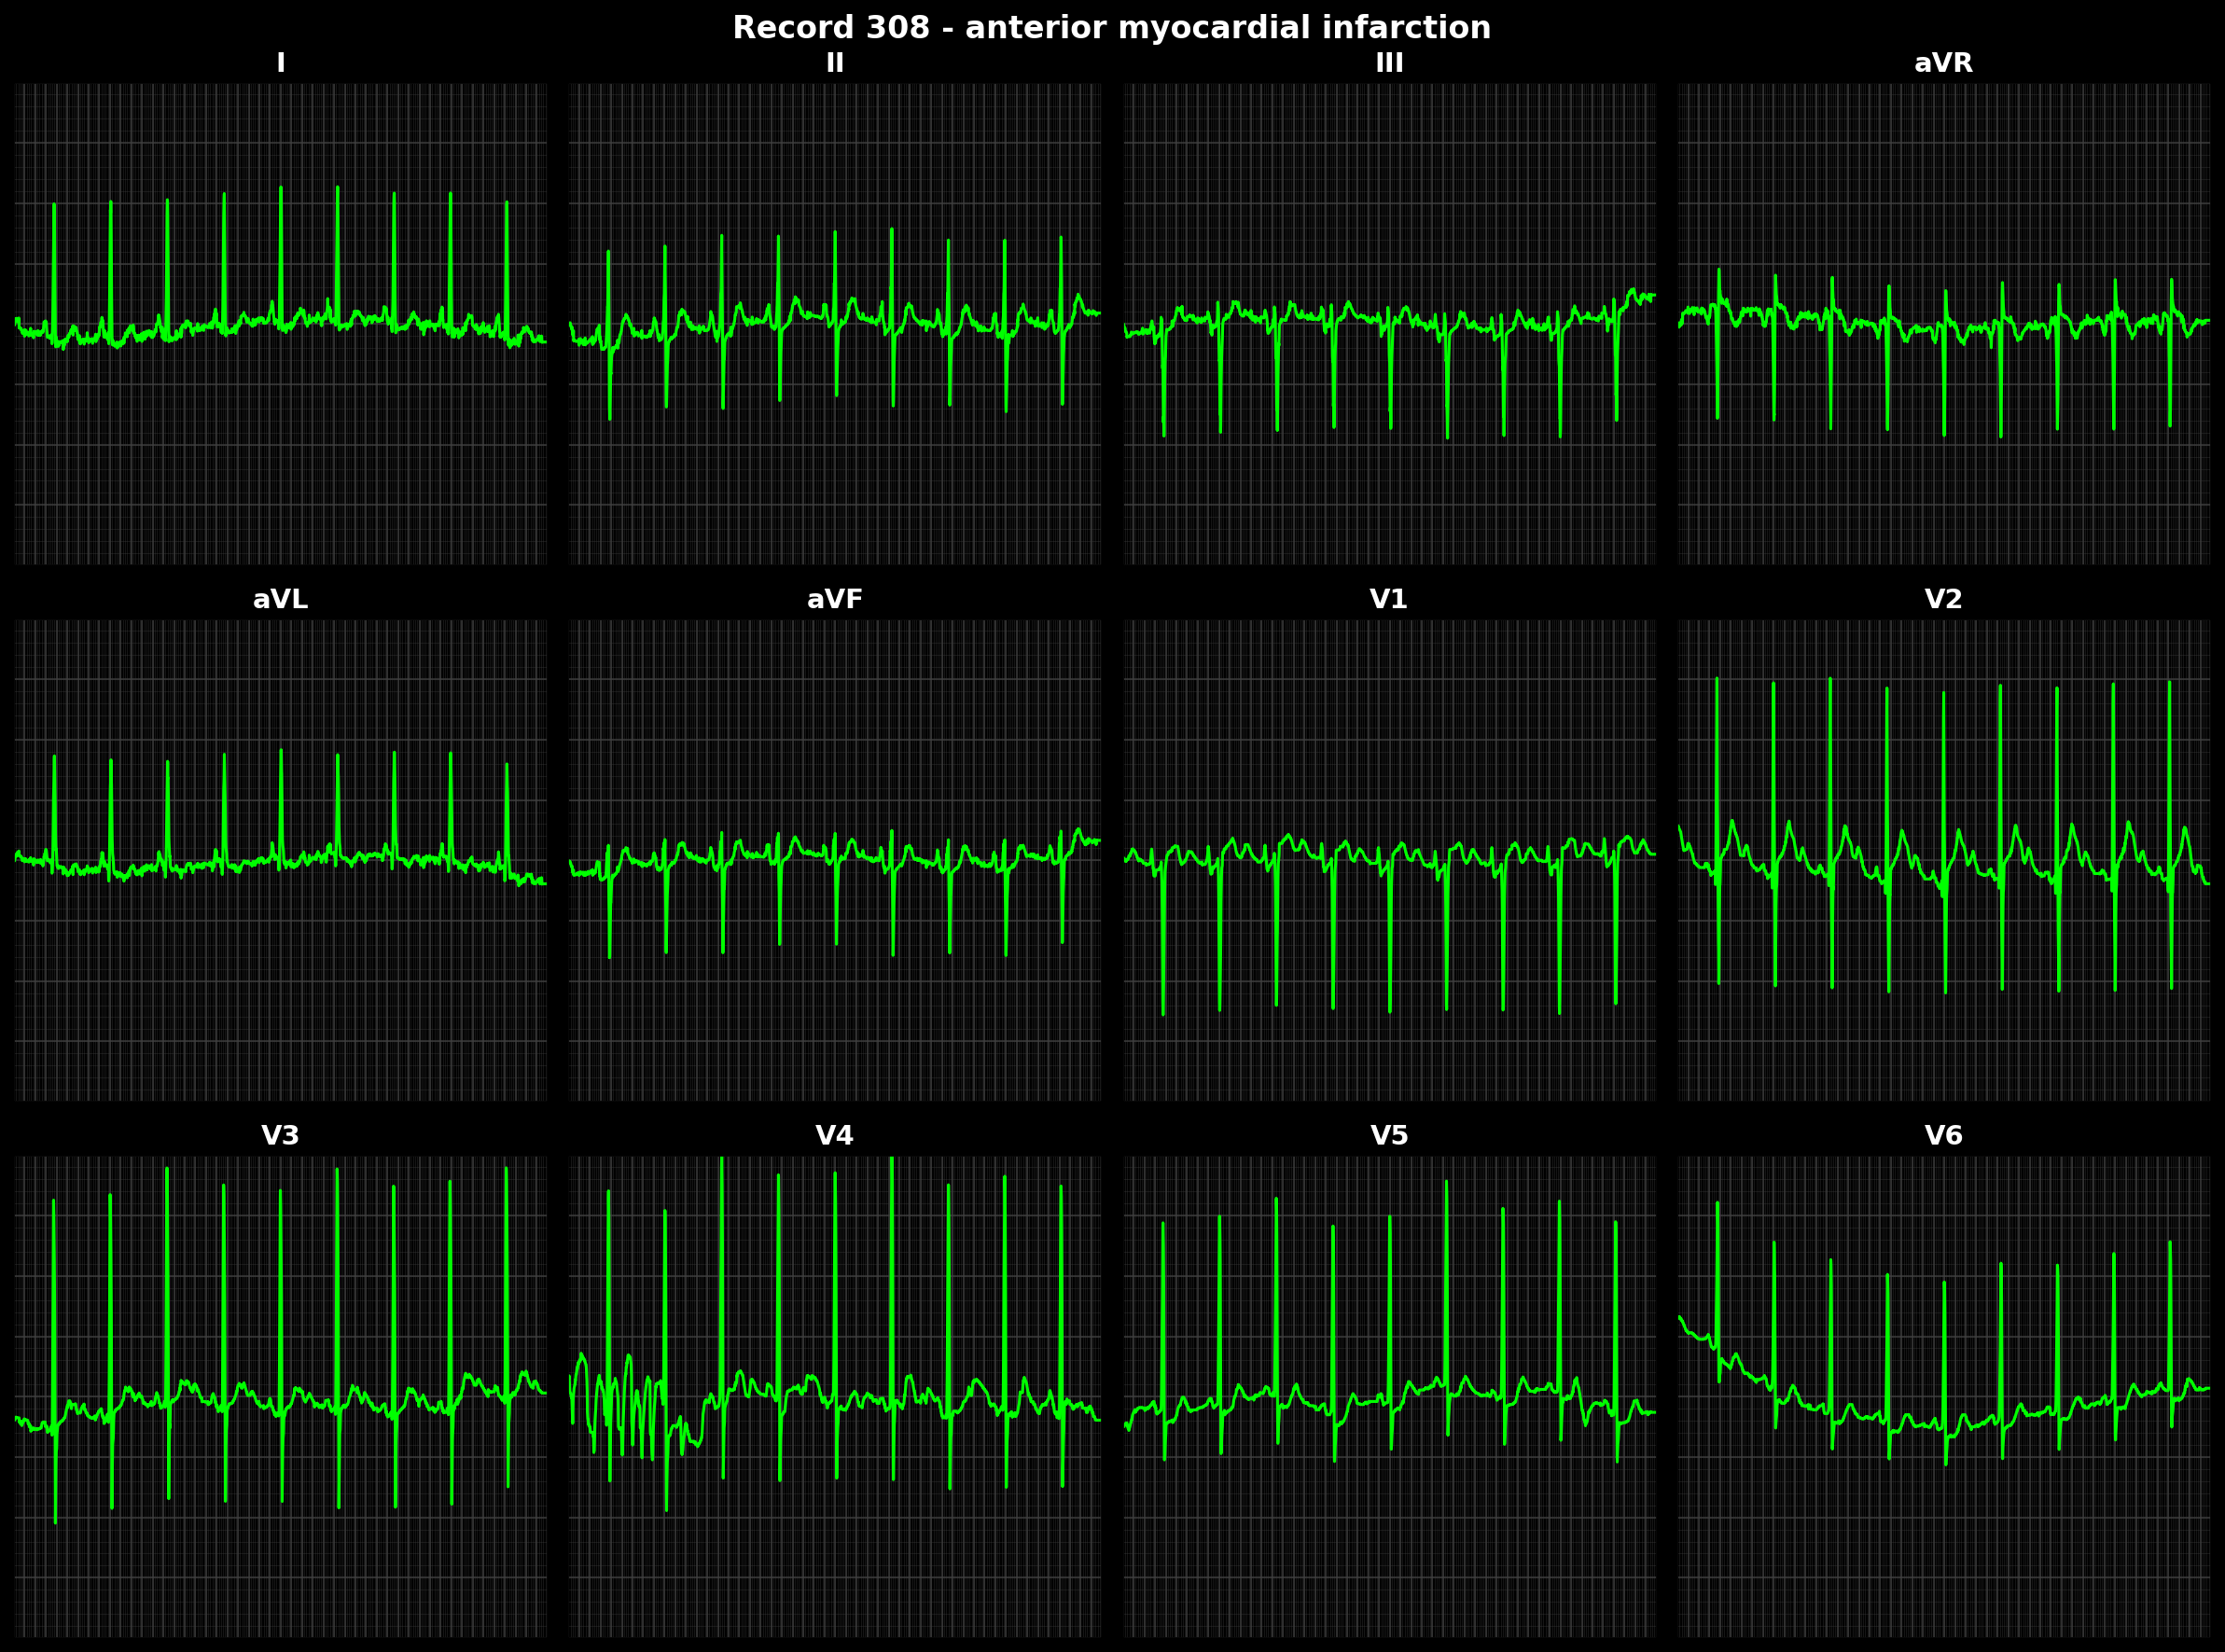 Record 308 - anterior myocardial infarction
I II III aVR
aVL aVF V1 V2
V3 V4 V5 V6